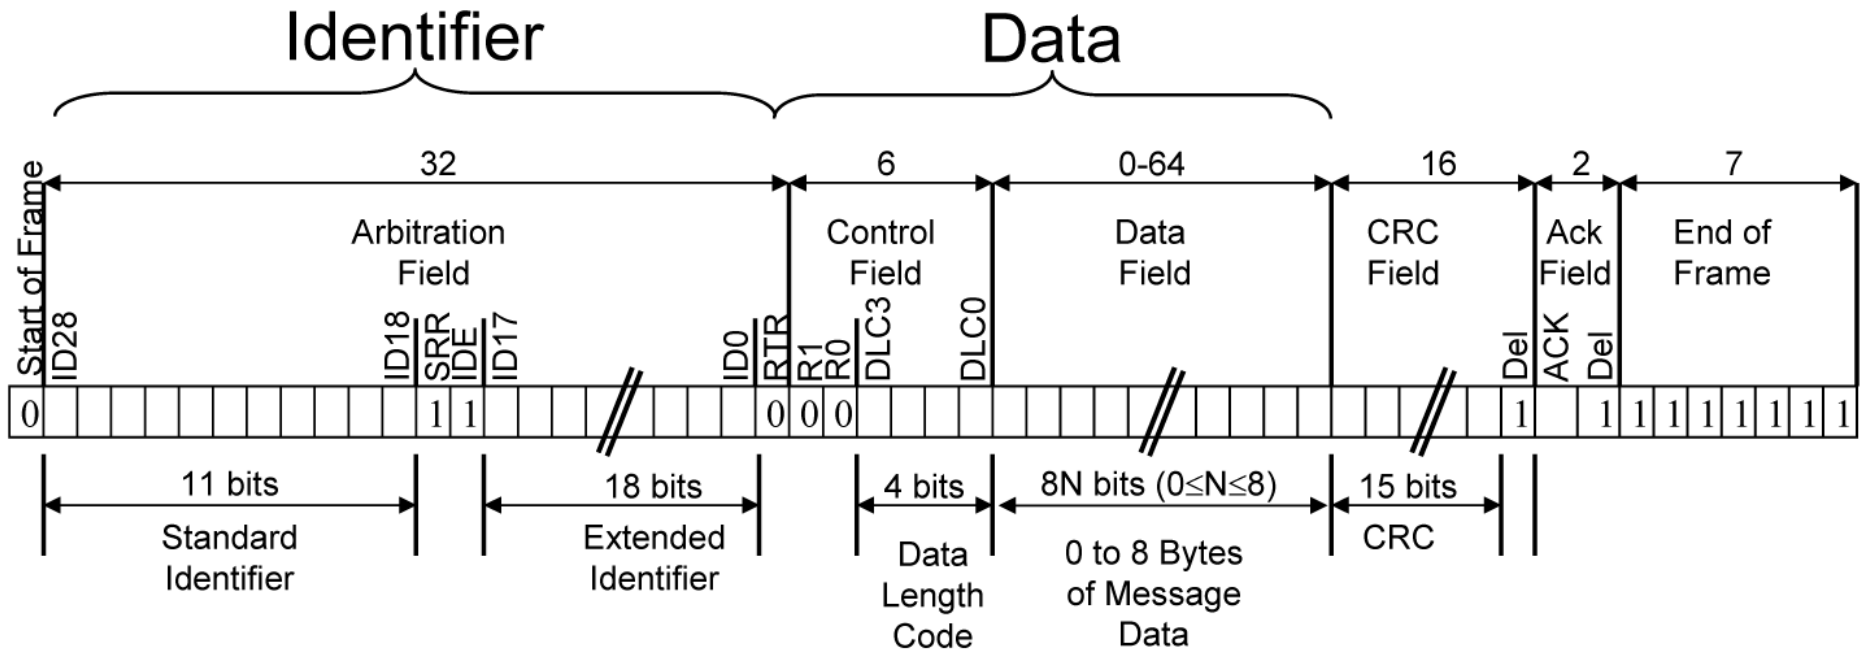 Identifier
Data
32
6
0-64
16
2
7
Start of Frame
Arbitration
Field
Control
Field
Data
Field
CRC
Field
Ack
Field
End of
Frame
ID28
ID18
SRR
IDE
ID17
ID0
RTR
R1
R0
DLC3
DLC0
Del
ACK
Del
0
1
1
0
0
0
1
1
1
1
1
1
1
1
1
11 bits
Standard
Identifier
18 bits
Extended
Identifier
4 bits
Data
Length
Code
8N bits (0≤N≤8)
0 to 8 Bytes
of Message
Data
15 bits
CRC